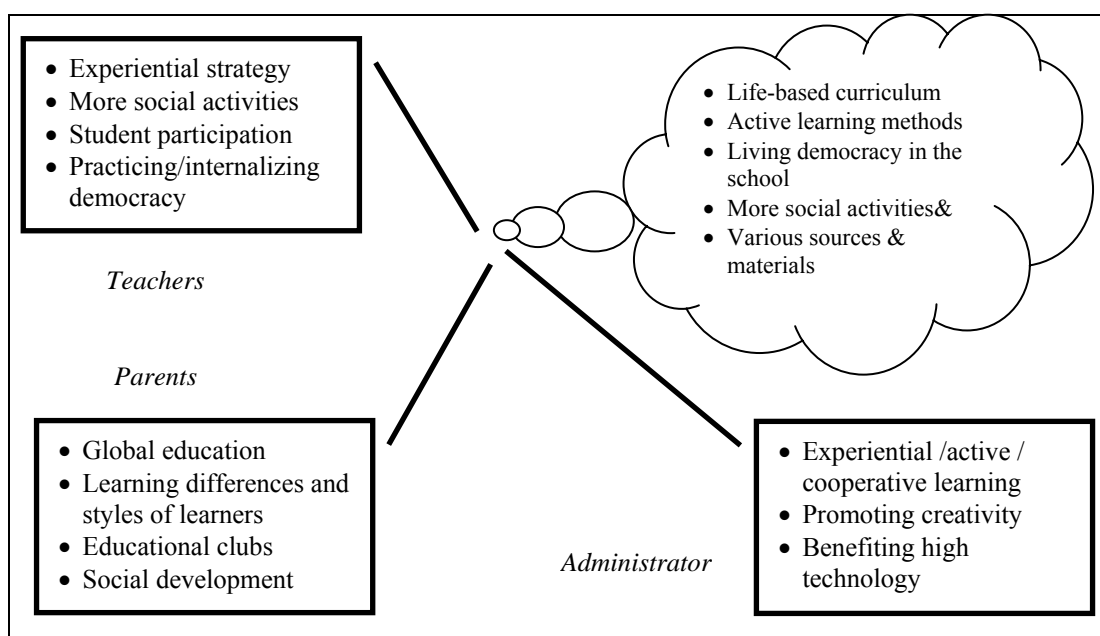 • Experiential strategy
• More social activities
• Student participation
• Practicing/internalizing
democracy
Teachers
• Life-based curriculum
• Active learning methods
• Living democracy in the
school
• More social activities&
• Various sources &
materials
Parents
• Global education
• Learning differences and
styles of learners
• Educational clubs
• Social development
Administrator
• Experiential /active /
cooperative learning
• Promoting creativity
• Benefiting high
technology